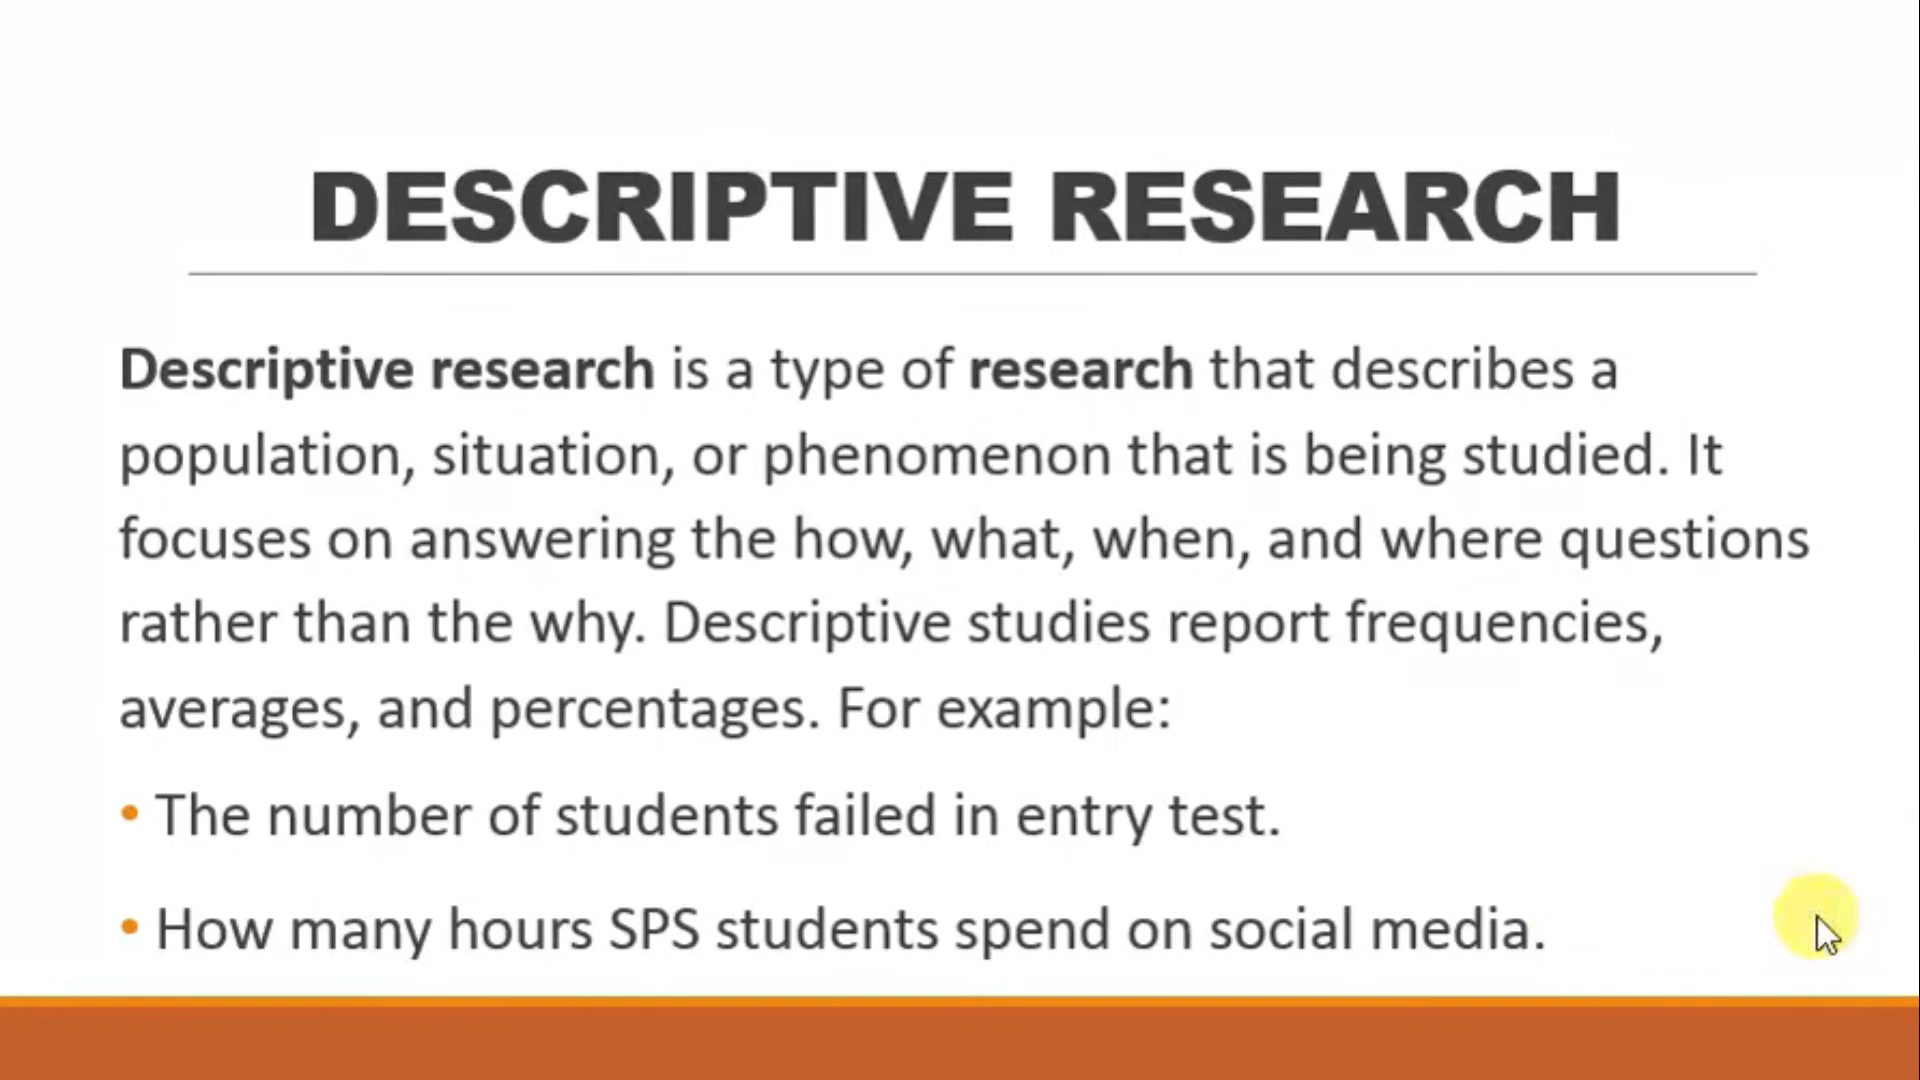 DESCRIPTIVE RESEARCH
Descriptive research is a type of research that describes a
population, situation, or phenomenon that is being studied. It
focuses on answering the how, what, when, and where questions
rather than the why. Descriptive studies report frequencies,
averages, and percentages. For example:
• The number of students failed in entry test.
• How many hours SPS students spend on social media.